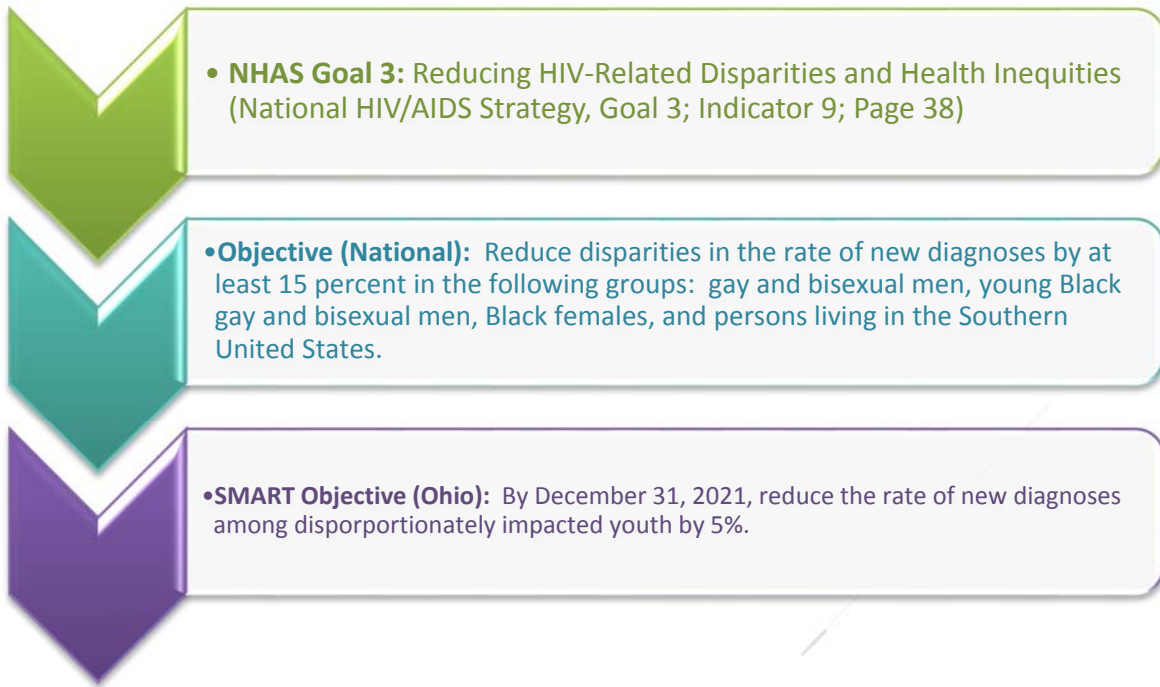 • NHAS Goal 3: Reducing HIV-Related Disparities and Health Inequities
(National HIV/AIDS Strategy, Goal 3; Indicator 9; Page 38)
•Objective (National): Reduce disparities in the rate of new diagnoses by at
least 15 percent in the following groups: gay and bisexual men, young Black
gay and bisexual men, Black females, and persons living in the Southern
United States.
•SMART Objective (Ohio): By December 31, 2021, reduce the rate of new diagnoses
among disporportionately impacted youth by 5%.